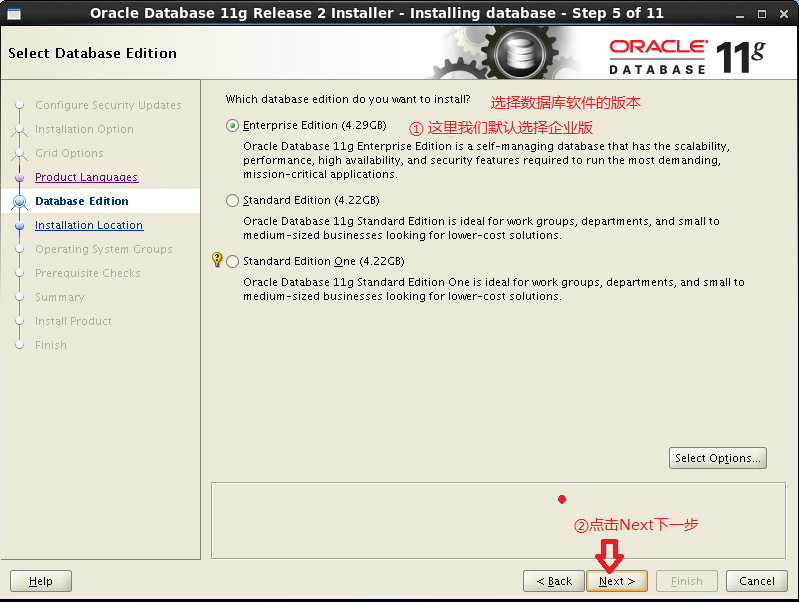 Oracle Database 11g Release 2 Installer - Installing database - Step 5 of 11
Select Database Edition
ORACLE
DATABASE 11g
Configure Security Updates
Installation Option
Grid Options
Product Languages
Database Edition
Installation Location
Operating System Groups
Prerequisite Checks
Summary
Install Product
Finish
Which database edition do you want to install? 选择数据库软件的版本
Enterprise Edition (4.29GB) ① 这里我们默认选择企业版
Oracle Database 11g Enterprise Edition is a self-managing database that has the scalability,
performance, high availability, and security features required to run the most demanding,
mission-critical applications.
Standard Edition (4.22GB)
Oracle Database 11g Standard Edition is ideal for work groups, departments, and small to
medium-sized businesses looking for lower-cost solutions.
Standard Edition One (4.22GB)
Oracle Database 11g Standard Edition One is ideal for work groups, departments, and small to
medium-sized businesses looking for lower-cost solutions.
Select Options...
②点击Next下一步
Help
< Back
Next >
Finish
Cancel